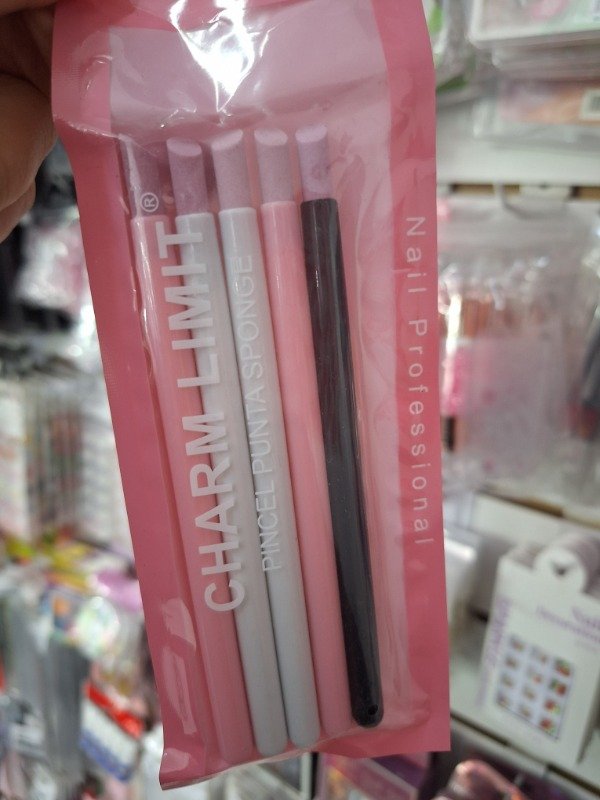 CHARM LIMIT®
PINCEL PUNTA SPONGE
Nail Professional